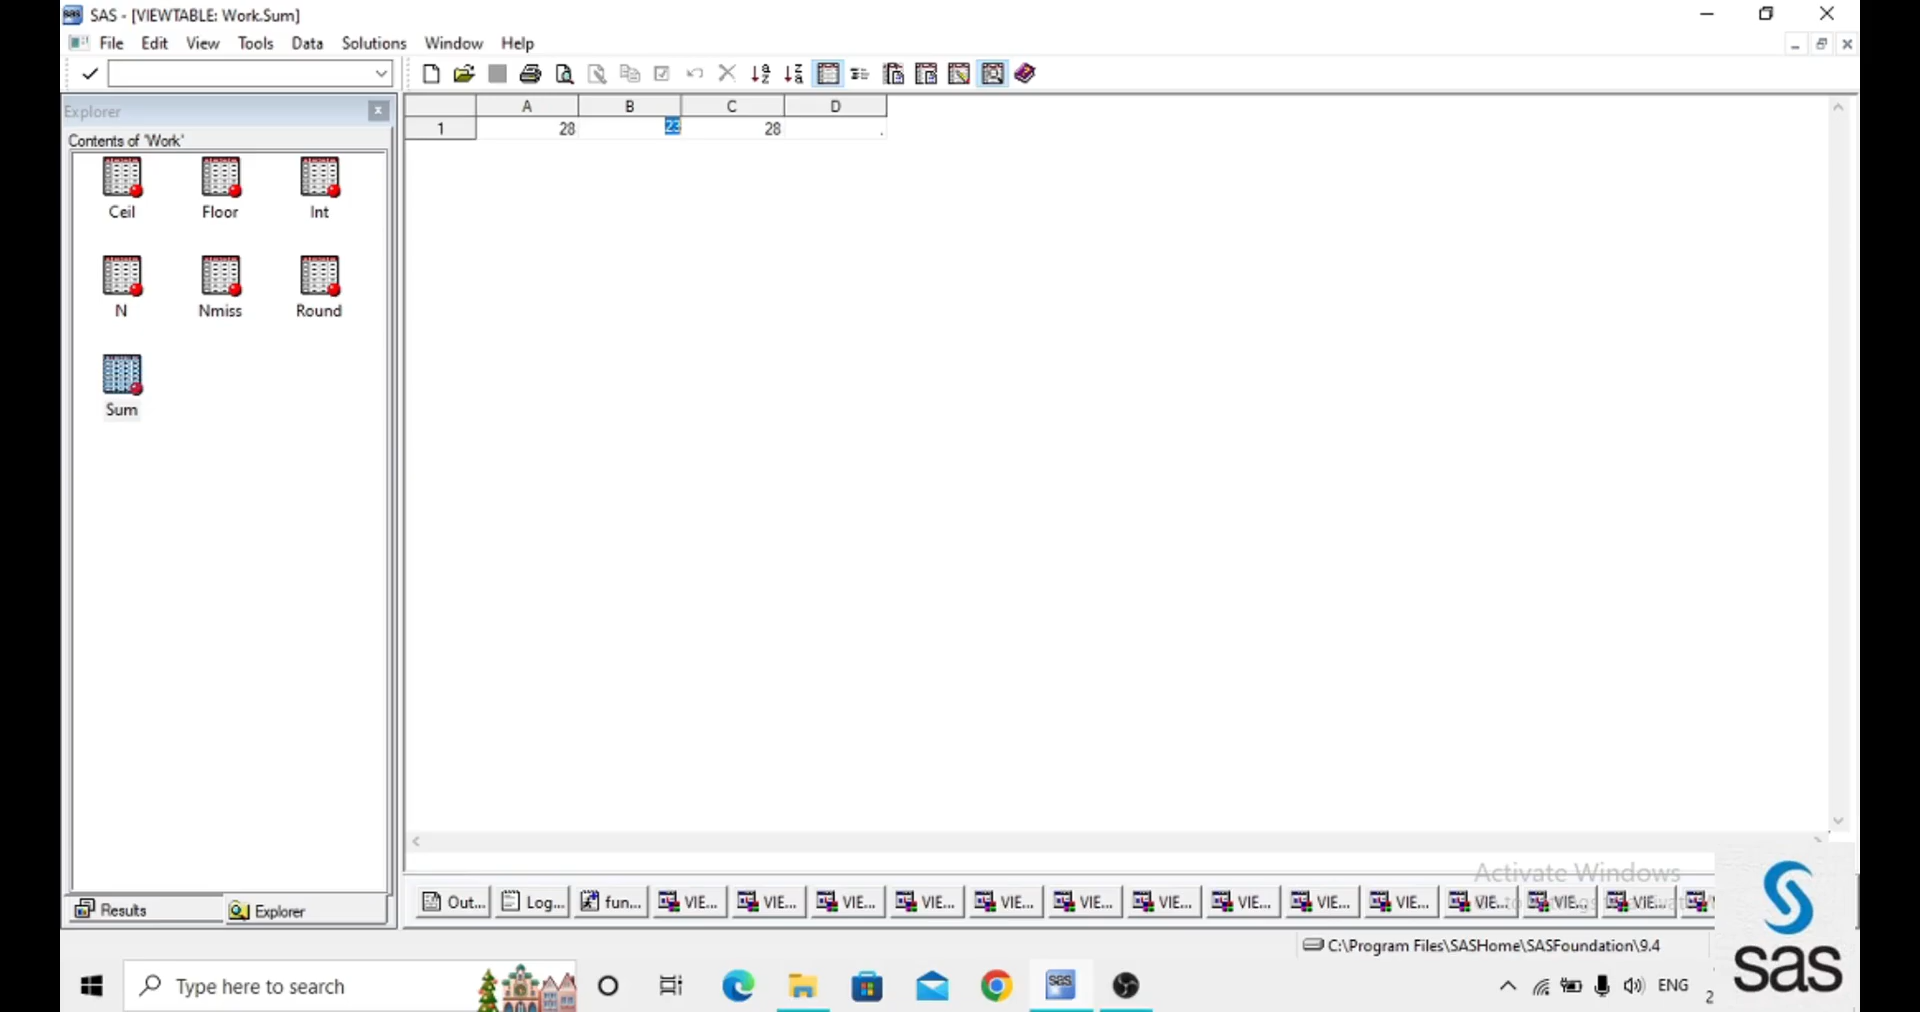 SAS - [VIEWTABLE: Work.Sum]
File Edit View Tools Data Solutions Window Help
Explorer
Contents of 'Work'
Ceil Floor Int
N Nmiss Round
Sum
A B C D
1 28 23 28 .
Results Explorer
Out... Log... fun... VIE... VIE... VIE... VIE... VIE... VIE... VIE... VIE... VIE... VIE... VIE... VIE... VIE...
Activate Windows
C:\Program Files\SASHome\SASFoundation\9.4
Type here to search
ENG
sas